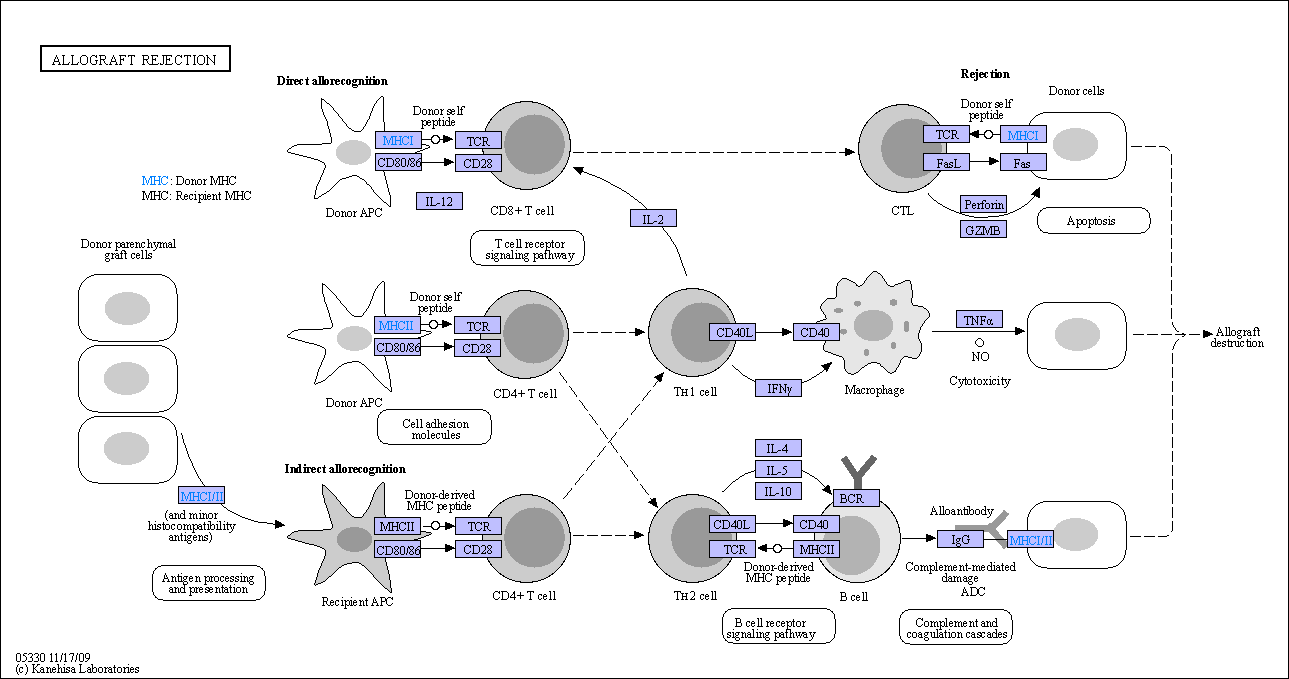 ALLOGRAFT REJECTION
Direct allorecognition
Rejection
Donor self
peptide
MHCI
TCR
CD80/86
CD28
IL-12
Donor APC
CD8+ T cell
T cell receptor
signaling pathway
MHC : Donor MHC
MHC: Recipient MHC
IL-2
Donor self
peptide
Donor cells
TCR
MHCI
FasL
Fas
CTL
Perforin
GZMB
Apoptosis
Donor parenchymal
graft cells
Donor self
peptide
MHCII
TCR
CD80/86
CD28
Donor APC
CD4+ T cell
Cell adhesion
molecules
CD40L
CD40
IFNγ
TH1 cell
Macrophage
TNFα
NO
Cytotoxicity
Allograft
destruction
Indirect allorecognition
MHCI/II
(and minor
histocompatibility
antigens)
Antigen processing
and presentation
Donor-derived
MHC peptide
MHCII
TCR
CD80/86
CD28
Recipient APC
CD4+ T cell
IL-4
IL-5
IL-10
BCR
CD40L
CD40
TCR
MHCII
Donor-derived
MHC peptide
TH2 cell
B cell
B cell receptor
signaling pathway
Alloantibody
IgG
MHCI/II
Complement-mediated
damage
ADC
Complement and
coagulation cascades
05330 11/17/09
(c) Kanehisa Laboratories